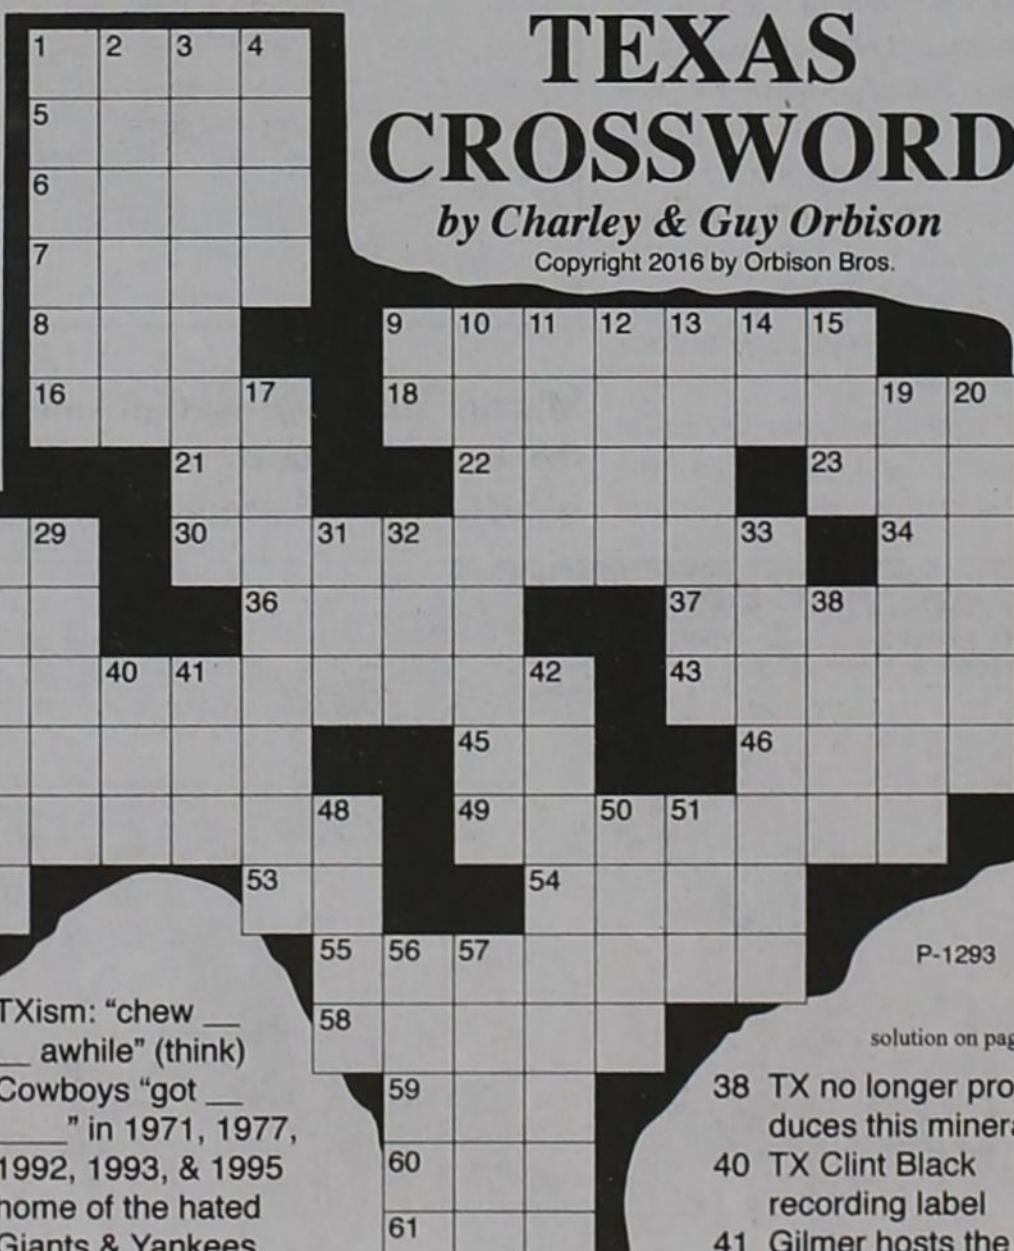 TEXAS
CROSSWORD
by Charley & Guy Orbison
Copyright 2016 by Orbison Bros.
1 2 3 4
5
6
7
8 9 10 11 12 13 14 15
16 17 18 19 20
21 22 23
29 30 31 32 33 34
36 37 38
40 41 42 43
45 46
48 49 50 51
53 54
55 56 57
58
59
60
61
P-1293
solution on pag
TXism: “chew __
__ awhile” (think)
Cowboys “got __
____” in 1971, 1977,
1992, 1993, & 1995
home of the hated
Giants & Yankees
38 TX no longer pro
duces this minera
40 TX Clint Black
recording label
41 Gilmer hosts the